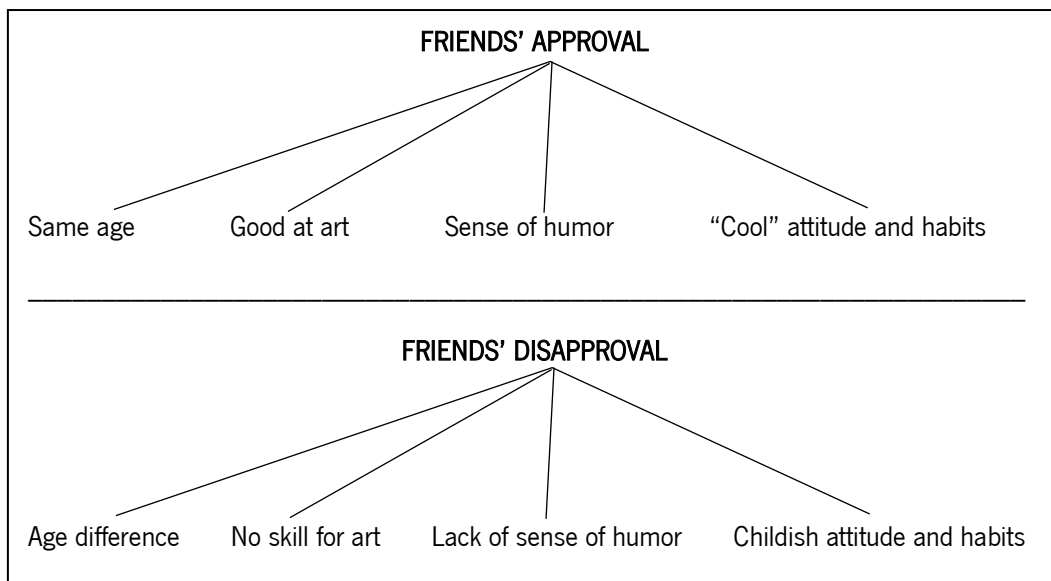 FRIENDS’ APPROVAL
Same age Good at art Sense of humor “Cool” attitude and habits
FRIENDS’ DISAPPROVAL
Age difference No skill for art Lack of sense of humor Childish attitude and habits